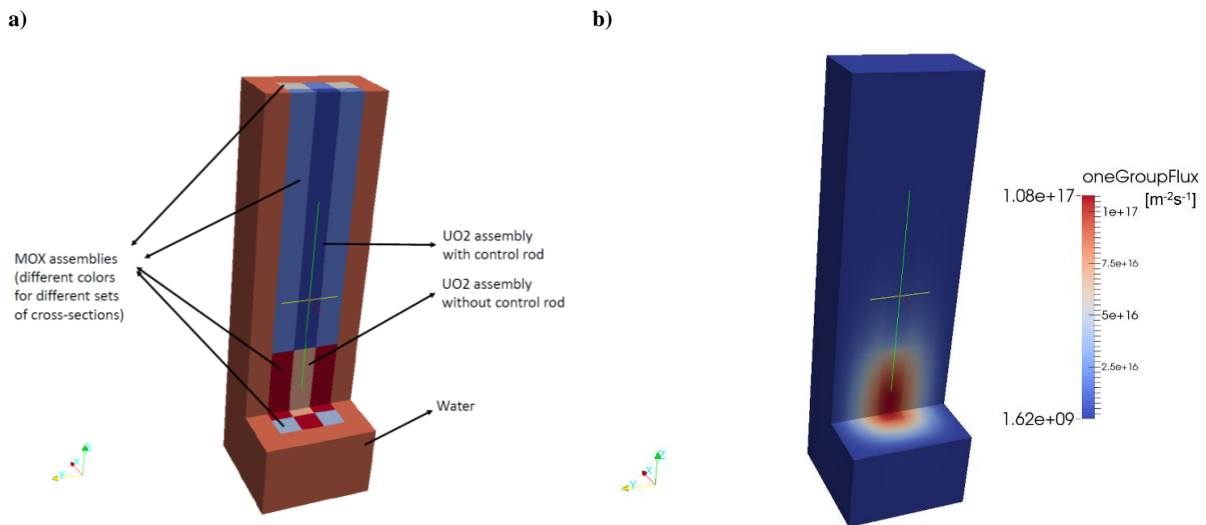 a)
MOX assemblies
(different colors
for different sets
of cross-sections)
UO2 assembly
with control rod
UO2 assembly
without control rod
Water
Z
X
Y
b)
oneGroupFlux
[m-2s-1]
1.08e+17
1e+17
7.5e+16
5e+16
2.5e+16
1.62e+09
Z
X
Y